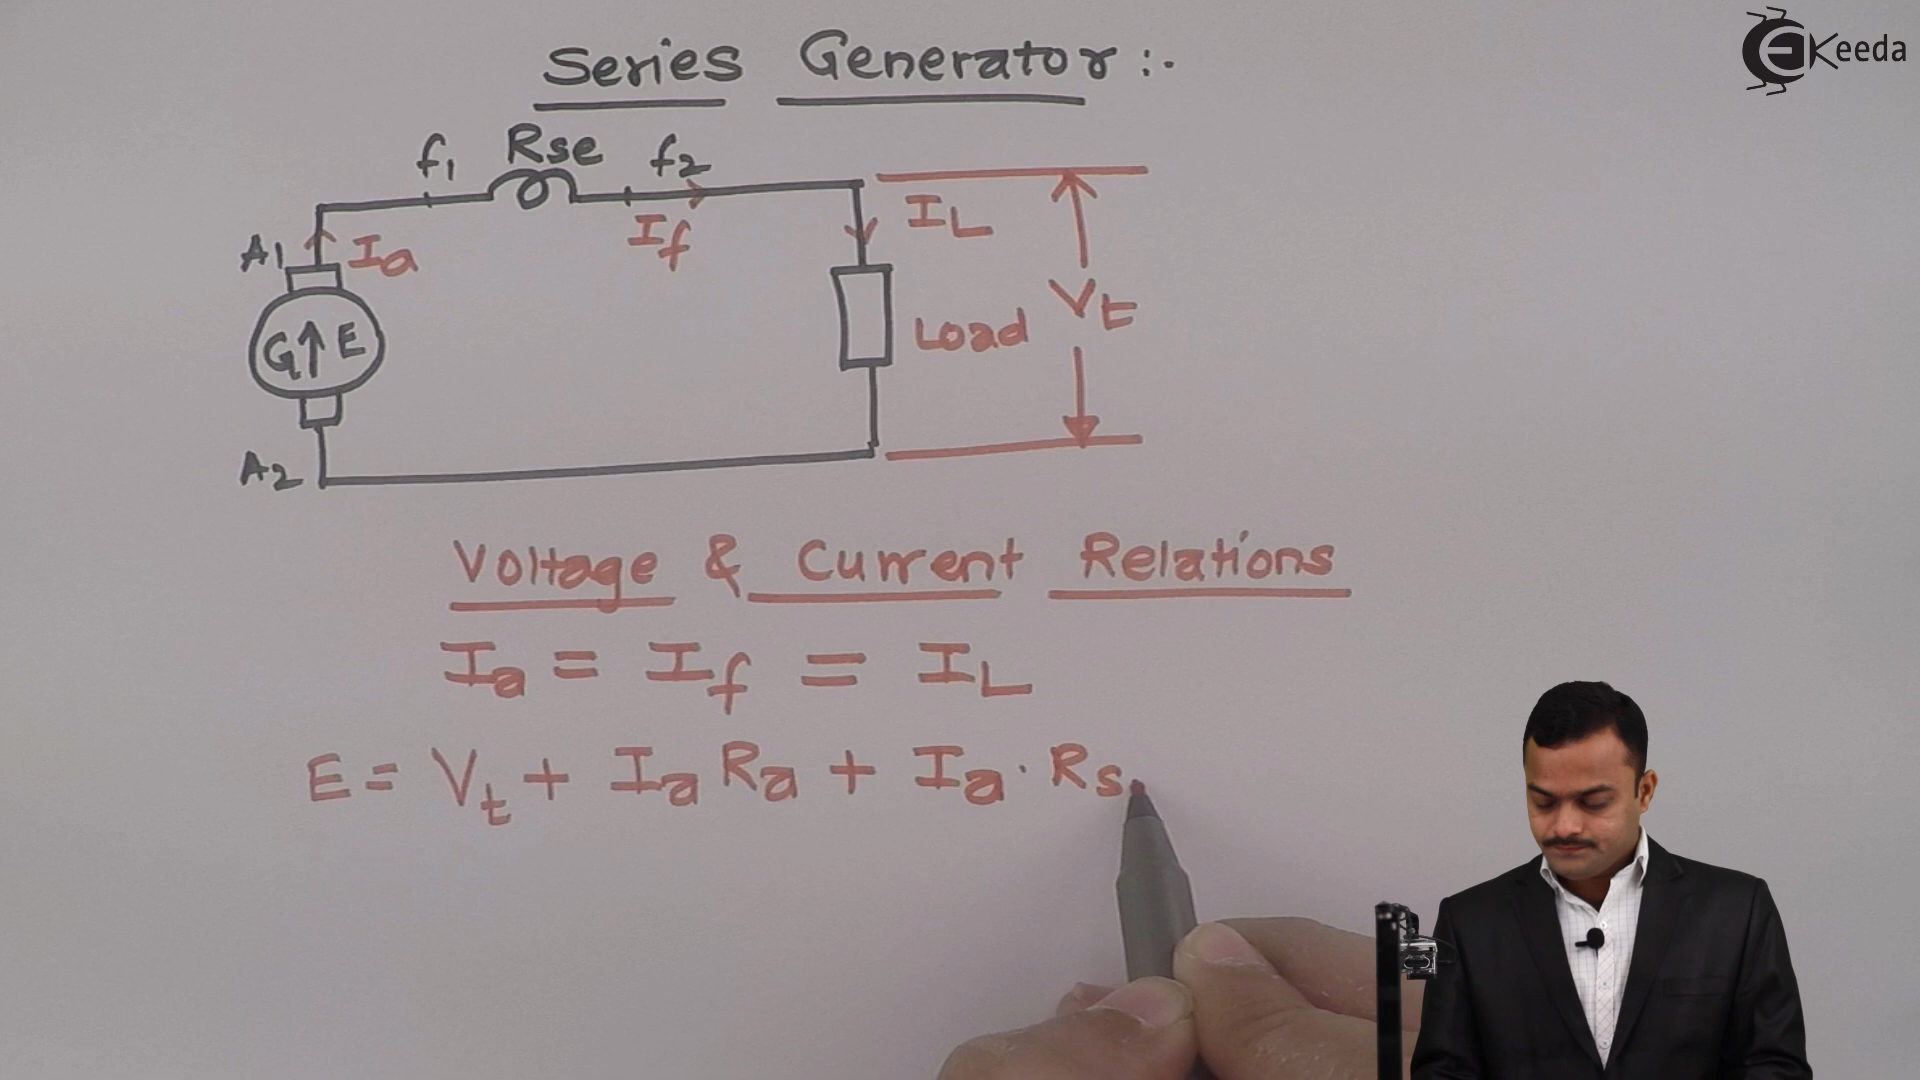 Series Generator :-
EKeeda
f1 Rse f2
A1 Ia If IL
G↑E Load Vt
A2
Voltage & Current Relations
Ia = If = IL
E = Vt + Ia Ra + Ia · Rs